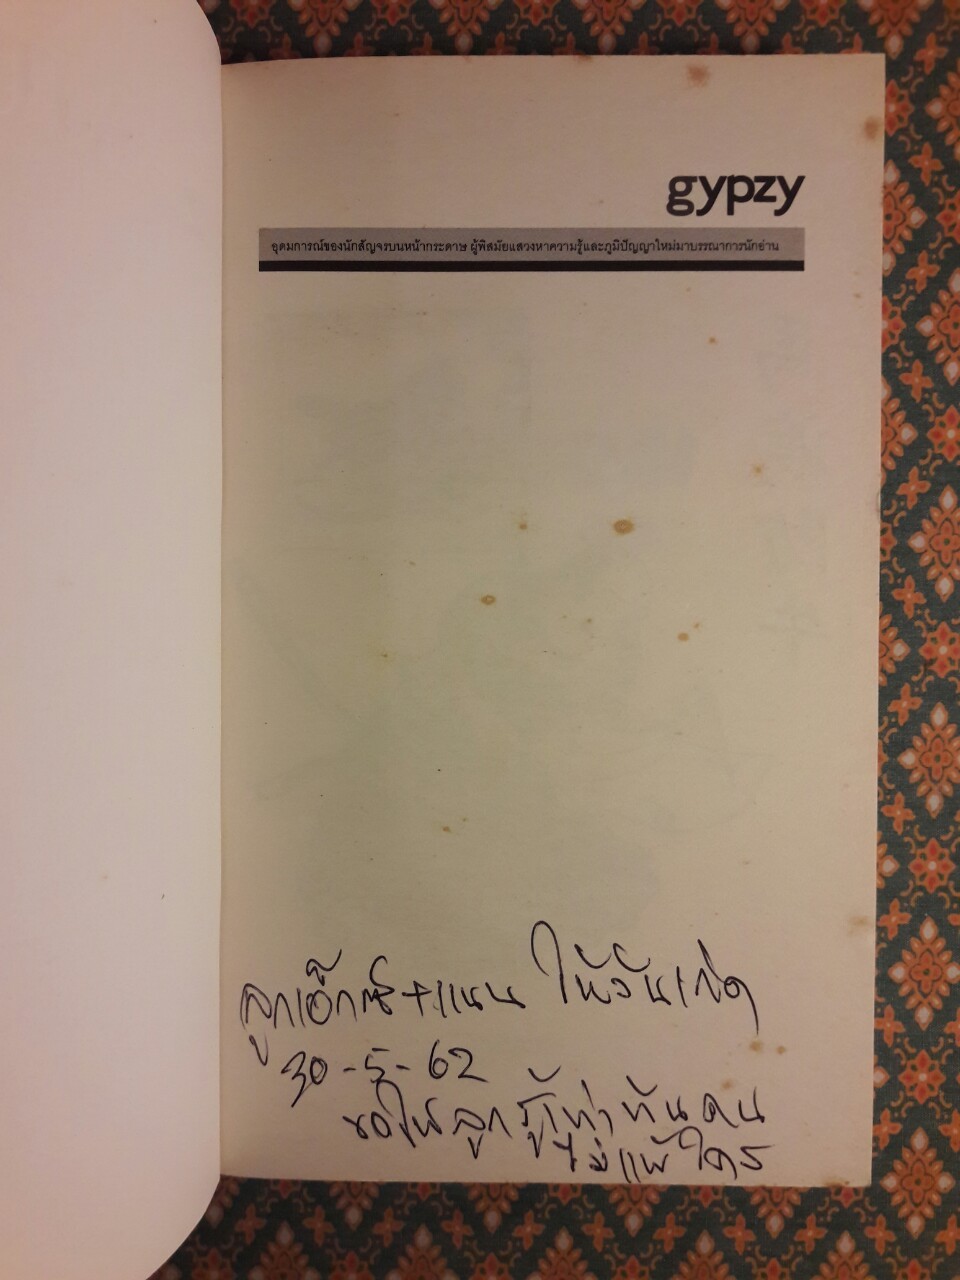 gypzy
อุดมการณ์ของนักสัญจรบนหน้ากระดาษ ผู้พิสมัยแสวงหาความรู้และภูมิปัญญาใหม่มาบรรณาการนักอ่าน
ลูกเอ็กซ์+แนน ให้วันเกิด
30-5-62
ขอให้ลูกรู้เท่าทันคน
ไม่แพ้ใคร